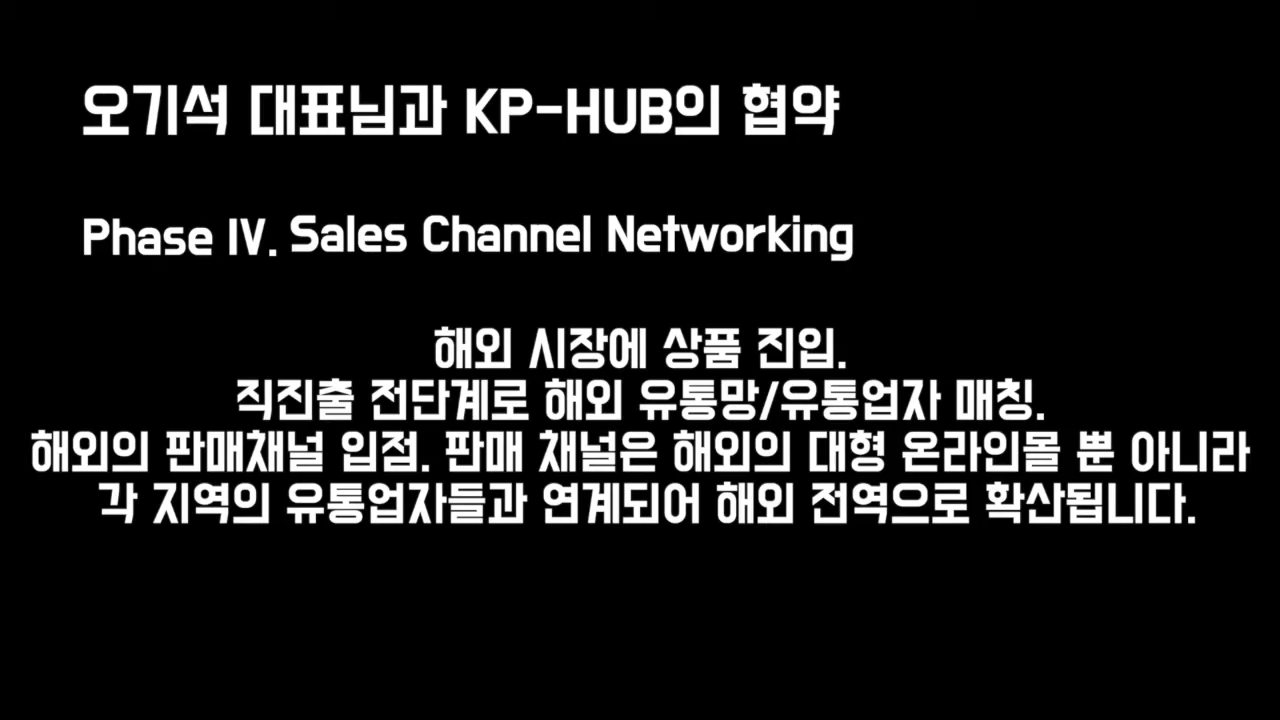 오기석 대표님과 KP-HUB의 협약
Phase IV. Sales Channel Networking
해외 시장에 상품 진입.
직진출 전단계로 해외 유통망/유통업자 매칭.
해외의 판매채널 입점. 판매 채널은 해외의 대형 온라인몰 뿐 아니라
각 지역의 유통업자들과 연계되어 해외 전역으로 확산됩니다.